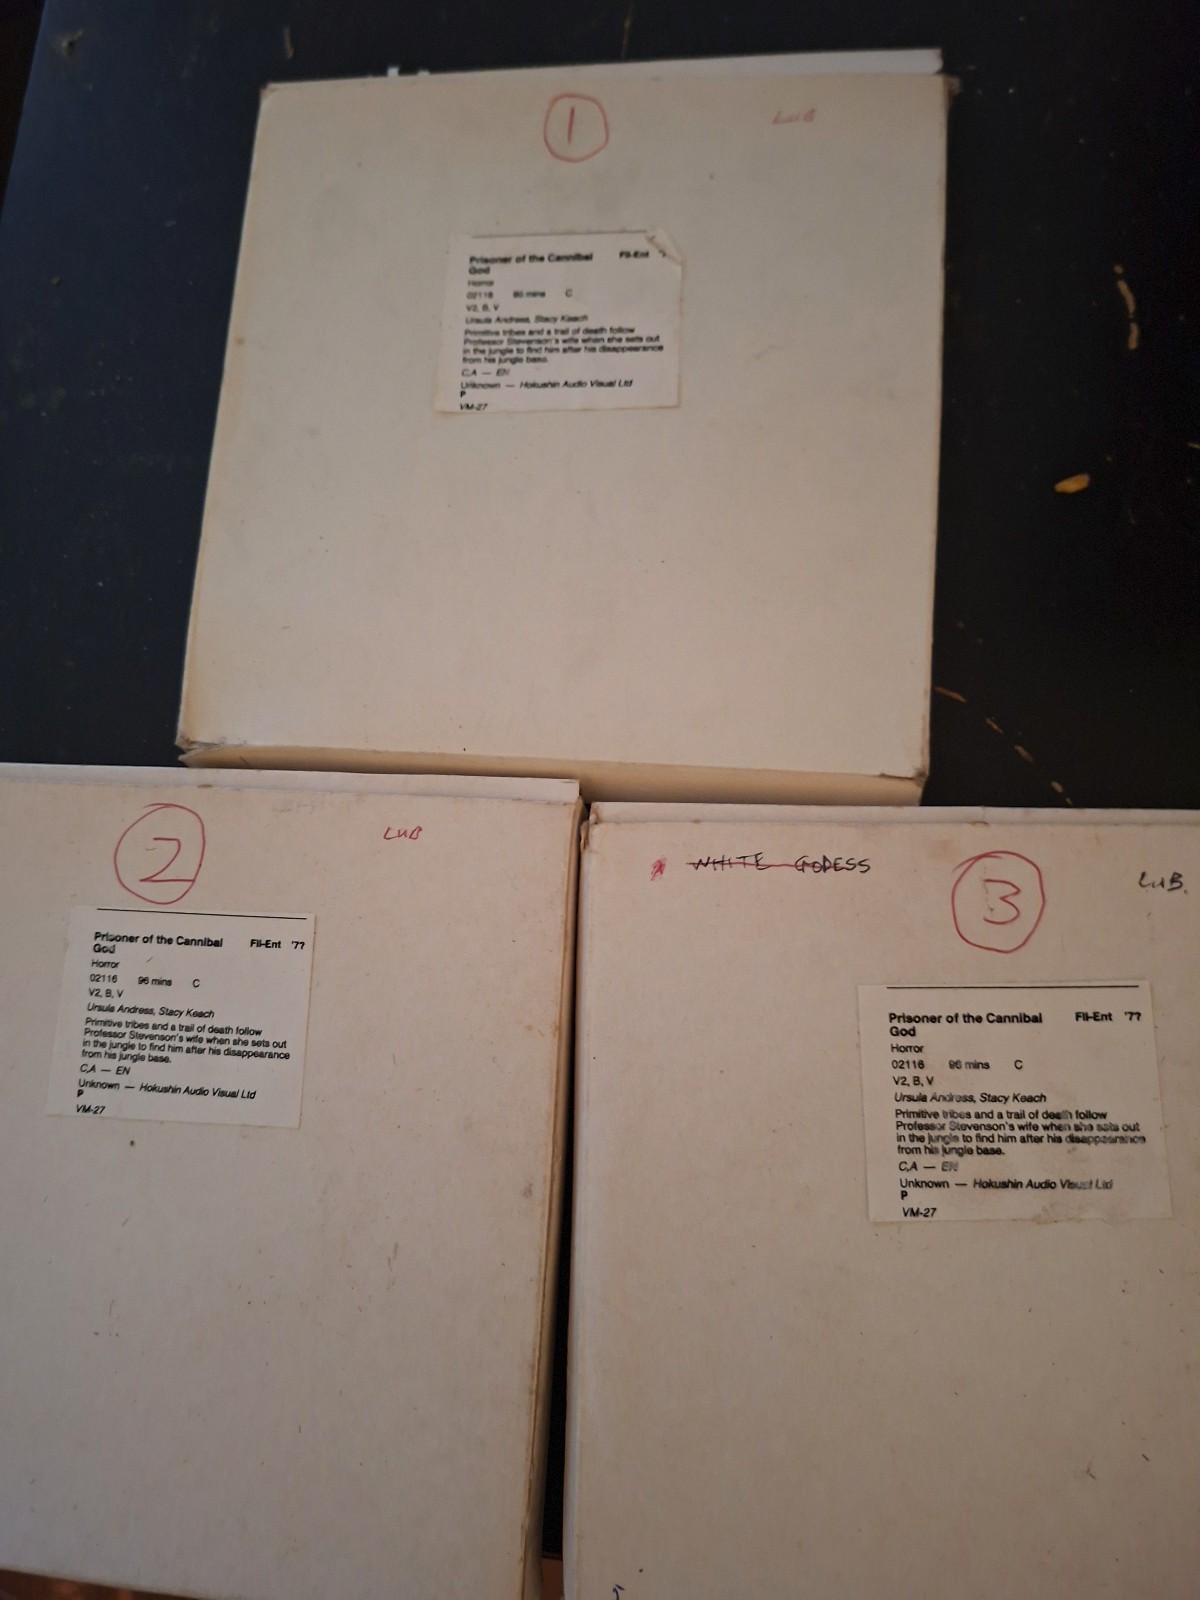 1
LUB
Prisoner of the Cannibal Fil-Ent
God
Horror
02116 96 mins C
V2, B, V
Ursula Andress, Stacy Keach
Primitive tribes and a trail of death follow
Professor Stevenson's wife when she sets out
in the jungle to find him after his disappearance
from his jungle base.
C,A — EN
Unknown — Hokushin Audio Visual Ltd
P
VM-27
2
LUB
Prisoner of the Cannibal Fil-Ent '77
God
Horror
02116 96 mins C
V2, B, V
Ursula Andress, Stacy Keach
Primitive tribes and a trail of death follow
Professor Stevenson's wife when she sets out
in the jungle to find him after his disappearance
from his jungle base.
C,A — EN
Unknown — Hokushin Audio Visual Ltd
P
VM-27
WHITE GODESS
3
LUB.
Prisoner of the Cannibal Fil-Ent '77
God
Horror
02116 96 mins C
V2, B, V
Ursula Andress, Stacy Keach
Primitive tribes and a trail of death follow
Professor Stevenson's wife when she sets out
in the jungle to find him after his disappearance
from his jungle base.
C,A — EN
Unknown — Hokushin Audio Visual Ltd
P
VM-27